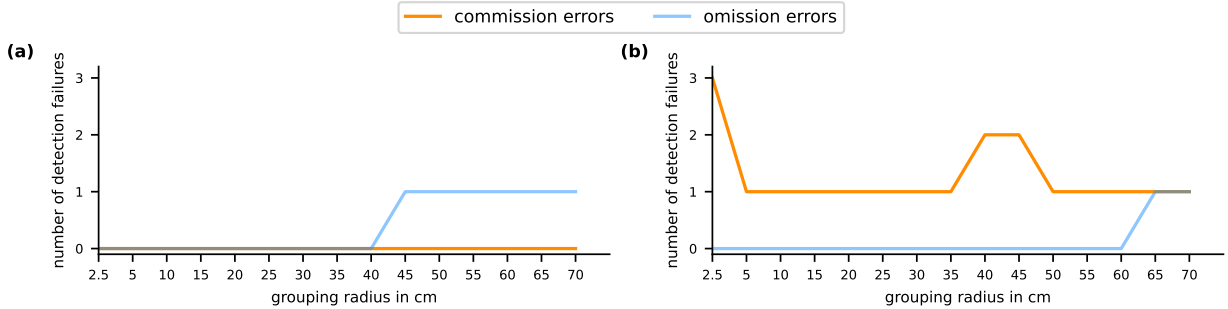 commission errors omission errors
(a)
number of detection failures
3
2
1
0
2.5 5 10 15 20 25 30 35 40 45 50 55 60 65 70
grouping radius in cm
(b)
number of detection failures
3
2
1
0
2.5 5 10 15 20 25 30 35 40 45 50 55 60 65 70
grouping radius in cm